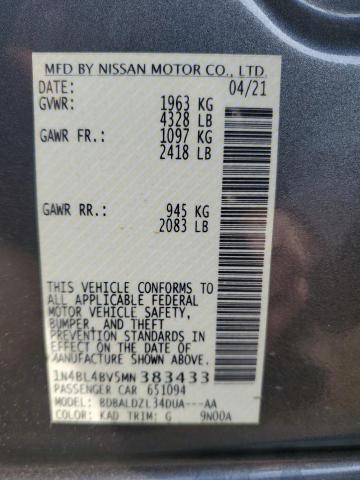 MFD BY NISSAN MOTOR CO., LTD.
DATE: 04/21
GVWR: 1963 KG
4328 LB
GAWR FR.: 1097 KG
2418 LB
GAWR RR.: 945 KG
2083 LB
THIS VEHICLE CONFORMS TO
ALL APPLICABLE FEDERAL
MOTOR VEHICLE SAFETY,
BUMPER, AND THEFT
PREVENTION STANDARDS IN
EFFECT ON THE DATE OF
MANUFACTURE SHOWN ABOVE.
1N4BL4BV5MN383433
PASSENGER CAR 651094
MODEL: BDBALDZL34DUA---AA
COLOR: KAD TRIM: G 9N00A